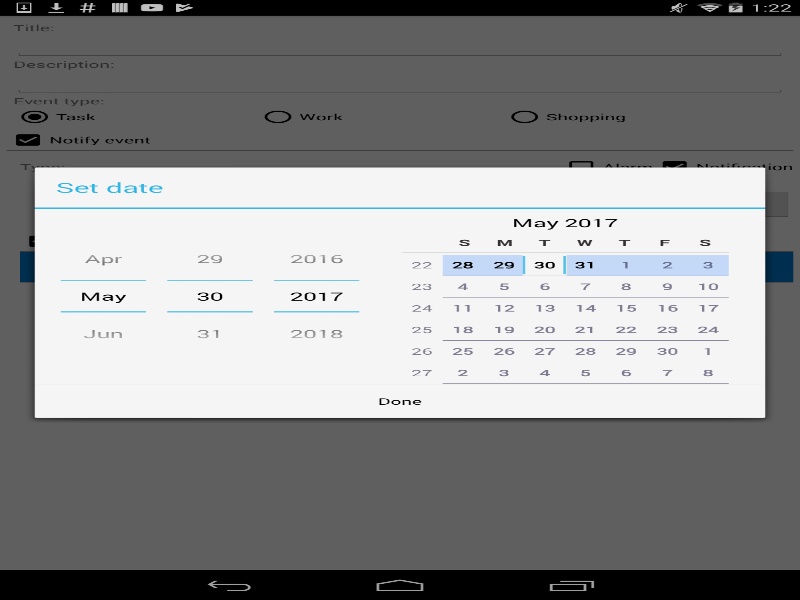 1:22
Title:
Description:
Event type:
Task Work Shopping
Notify event
Type: Alarm Notification
Set date
Apr 29 2016
May 30 2017
Jun 31 2018
May 2017
S M T W T F S
22 28 29 30 31 1 2 3
23 4 5 6 7 8 9 10
24 11 12 13 14 15 16 17
25 18 19 20 21 22 23 24
26 25 26 27 28 29 30 1
27 2 3 4 5 6 7 8
Done